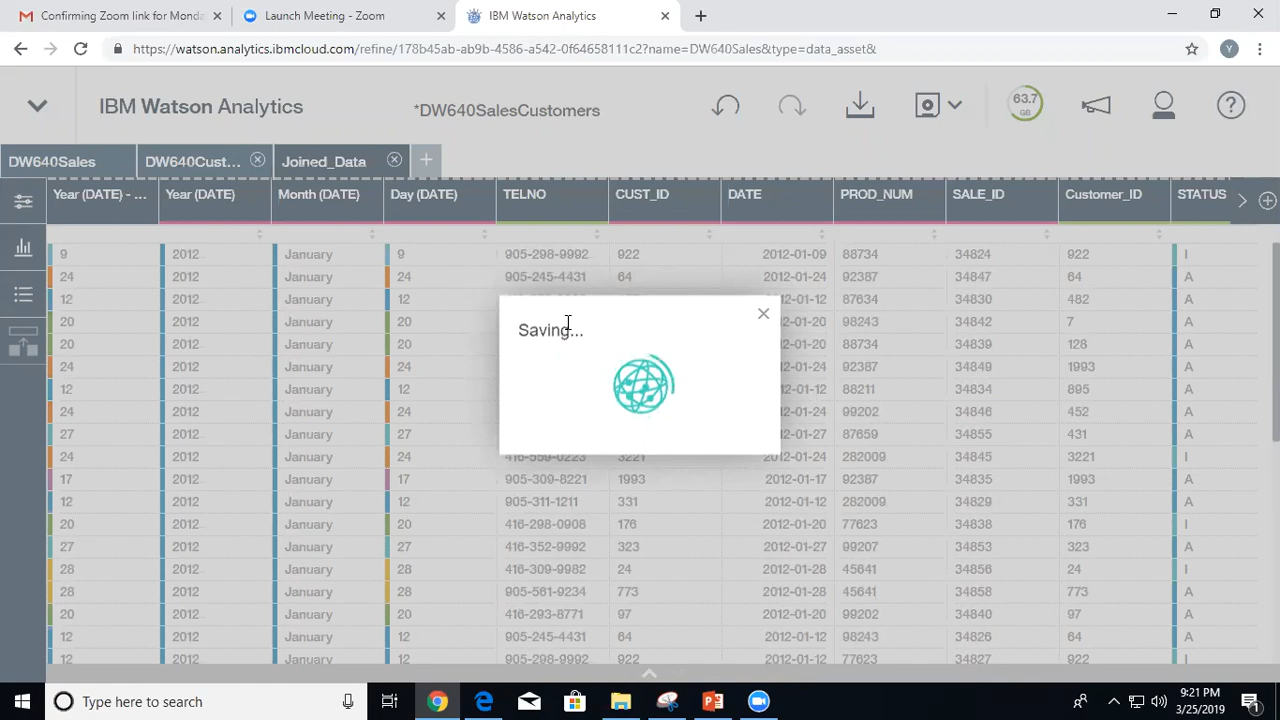 Confirming Zoom link for Monda
Launch Meeting - Zoom
IBM Watson Analytics
https://watson.analytics.ibmcloud.com/refine/178b45ab-ab9b-4586-a542-0f64658111c2?name=DW640Sales&type=data_asset&
Y
IBM Watson Analytics
*DW640SalesCustomers
63.7
GB
DW640Sales
DW640Cust...
Joined_Data
Year (DATE) - ... Year (DATE) Month (DATE) Day (DATE) TELNO CUST_ID DATE PROD_NUM SALE_ID Customer_ID STATUS
9 2012 January 9 905-298-9992 922 2012-01-09 88734 34824 922 I
24 2012 January 24 905-245-4431 64 2012-01-24 92387 34847 64 A
12 2012 January 12 2012-01-12 87634 34830 482 A
20 2012 January 20 2012-01-20 98243 34842 7 A
20 2012 January 20 2012-01-20 88734 34839 128 A
24 2012 January 24 2012-01-24 92387 34849 1993 A
12 2012 January 12 2012-01-12 88211 34834 895 A
24 2012 January 24 2012-01-24 99202 34846 452 A
27 2012 January 27 2012-01-27 87659 34855 431 A
24 2012 January 24 416-559-0223 3221 2012-01-24 282009 34845 3221 A
17 2012 January 17 905-309-8221 1993 2012-01-17 92387 34835 1993 A
12 2012 January 12 905-311-1211 331 2012-01-12 282009 34829 331 A
20 2012 January 20 416-298-0908 176 2012-01-20 77623 34838 176 I
27 2012 January 27 416-352-9992 323 2012-01-27 99207 34853 323 A
28 2012 January 28 416-309-9982 24 2012-01-28 45641 34856 24 I
28 2012 January 28 905-561-9234 773 2012-01-28 45641 34858 773 A
20 2012 January 20 416-293-8771 97 2012-01-20 99202 34840 97 A
12 2012 January 12 905-245-4431 64 2012-01-12 98243 34826 64 A
12 2012 January 12 905-298-9992 922 2012-01-12 77623 34827 922 I
Saving...
Type here to search
9:21 PM
3/25/2019
1